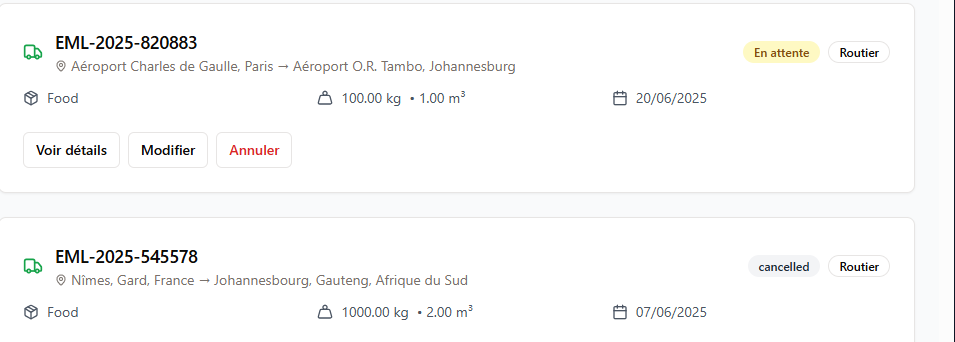 EML-2025-820883
En attente
Routier
Aéroport Charles de Gaulle, Paris → Aéroport O.R. Tambo, Johannesburg
Food
100.00 kg • 1.00 m³
20/06/2025
Voir détails
Modifier
Annuler
EML-2025-545578
cancelled
Routier
Nîmes, Gard, France → Johannesbourg, Gauteng, Afrique du Sud
Food
1000.00 kg • 2.00 m³
07/06/2025